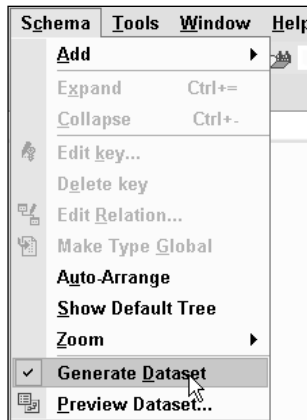 Schema Tools Window Help
Add
Expand Ctrl+=
Collapse Ctrl+-
Edit key...
Delete key
Edit Relation...
Make Type Global
Auto-Arrange
Show Default Tree
Zoom
Generate Dataset
Preview Dataset...